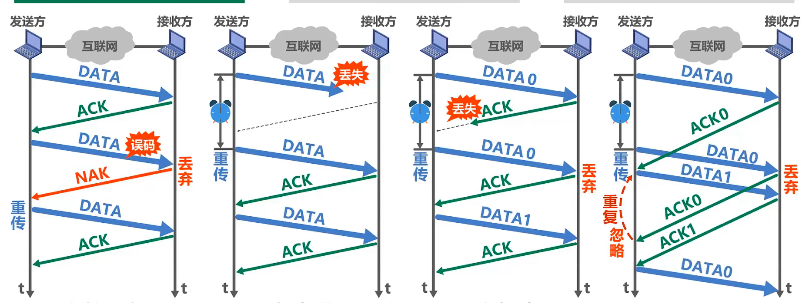 发送方 接收方
互联网
DATA
ACK
DATA
误码
NAK
丢弃
重传
DATA
ACK
t t
发送方 接收方
互联网
DATA
丢失
重传
DATA
ACK
DATA
ACK
t t
发送方 接收方
互联网
DATA 0
丢失
ACK
重传
DATA 0
丢弃
ACK
DATA1
ACK
t t
发送方 接收方
互联网
DATA0
ACK0
重传
DATA0
DATA1
丢弃
重复
忽略
ACK0
ACK1
DATA0
t t